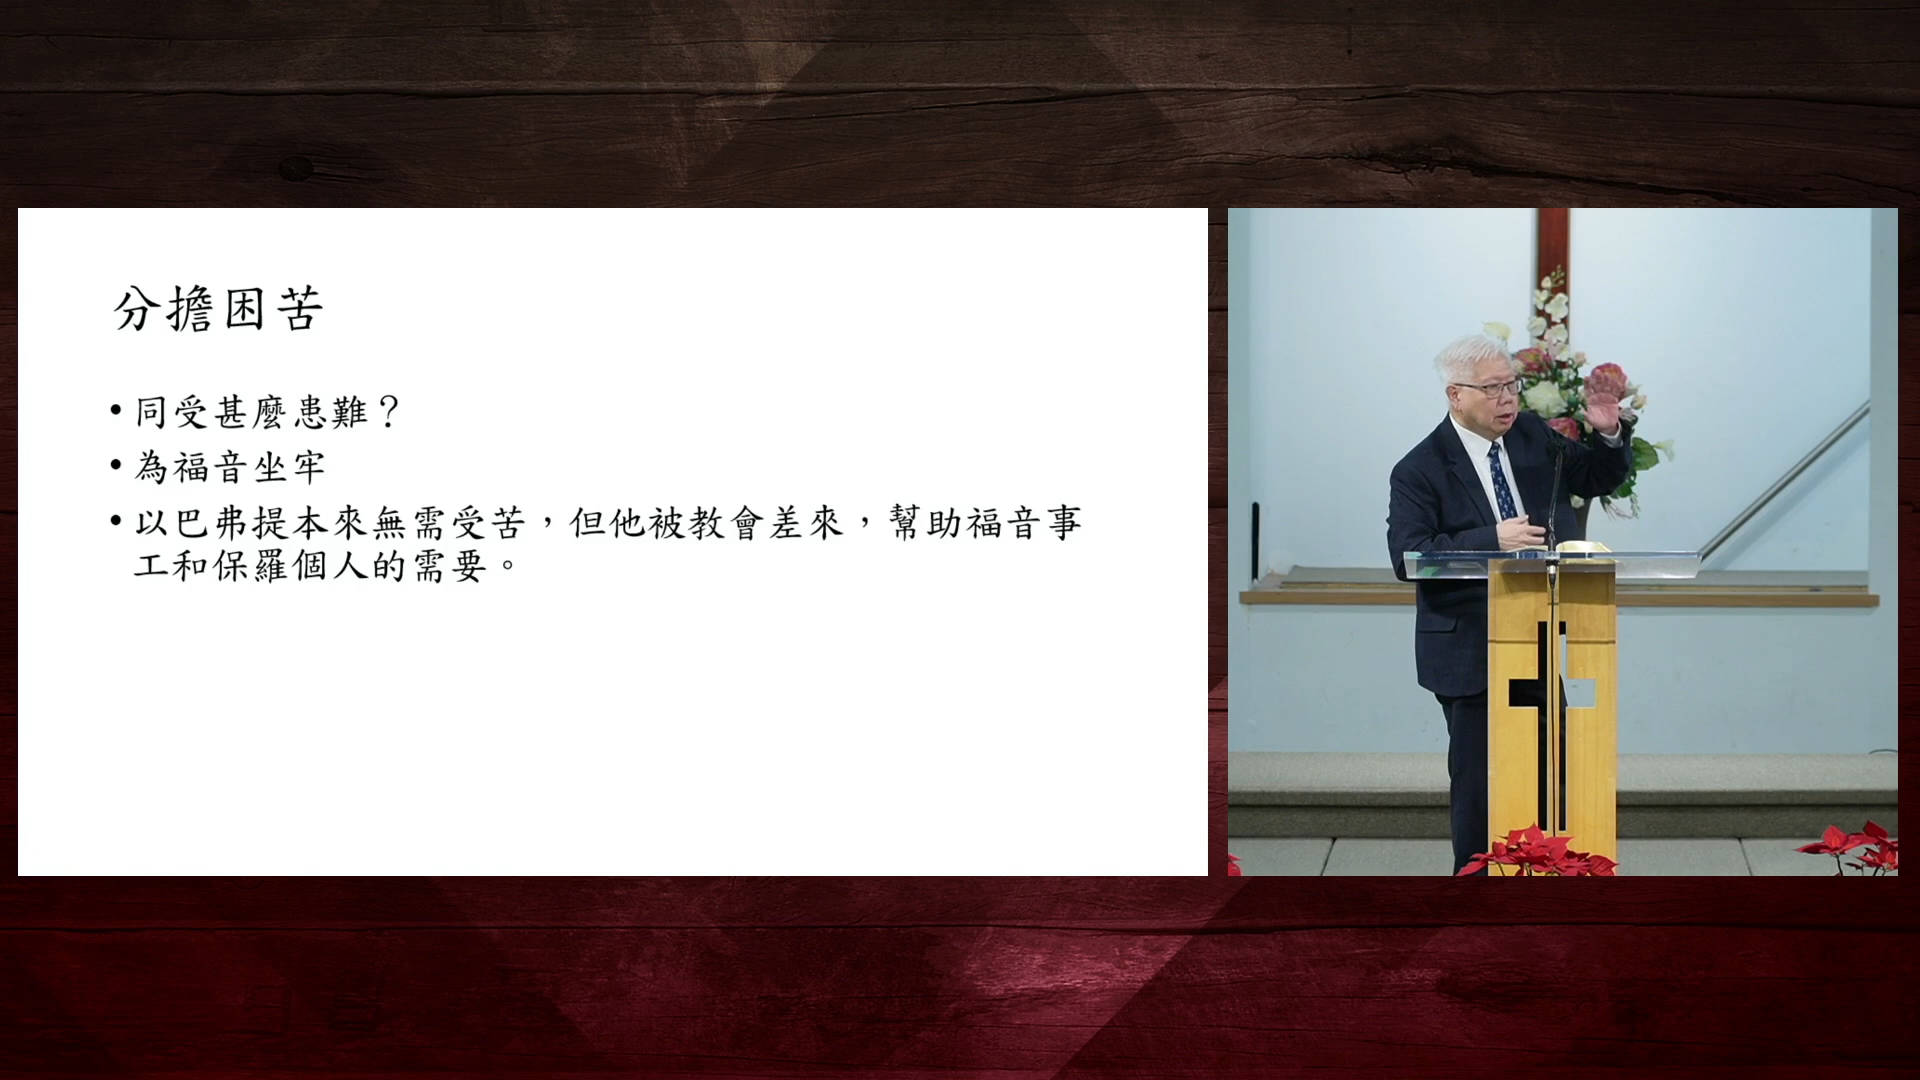 分擔困苦
• 同受甚麼患難？
• 為福音坐牢
• 以巴弗提本來無需受苦，但他被教會差來，幫助福音事
工和保羅個人的需要。